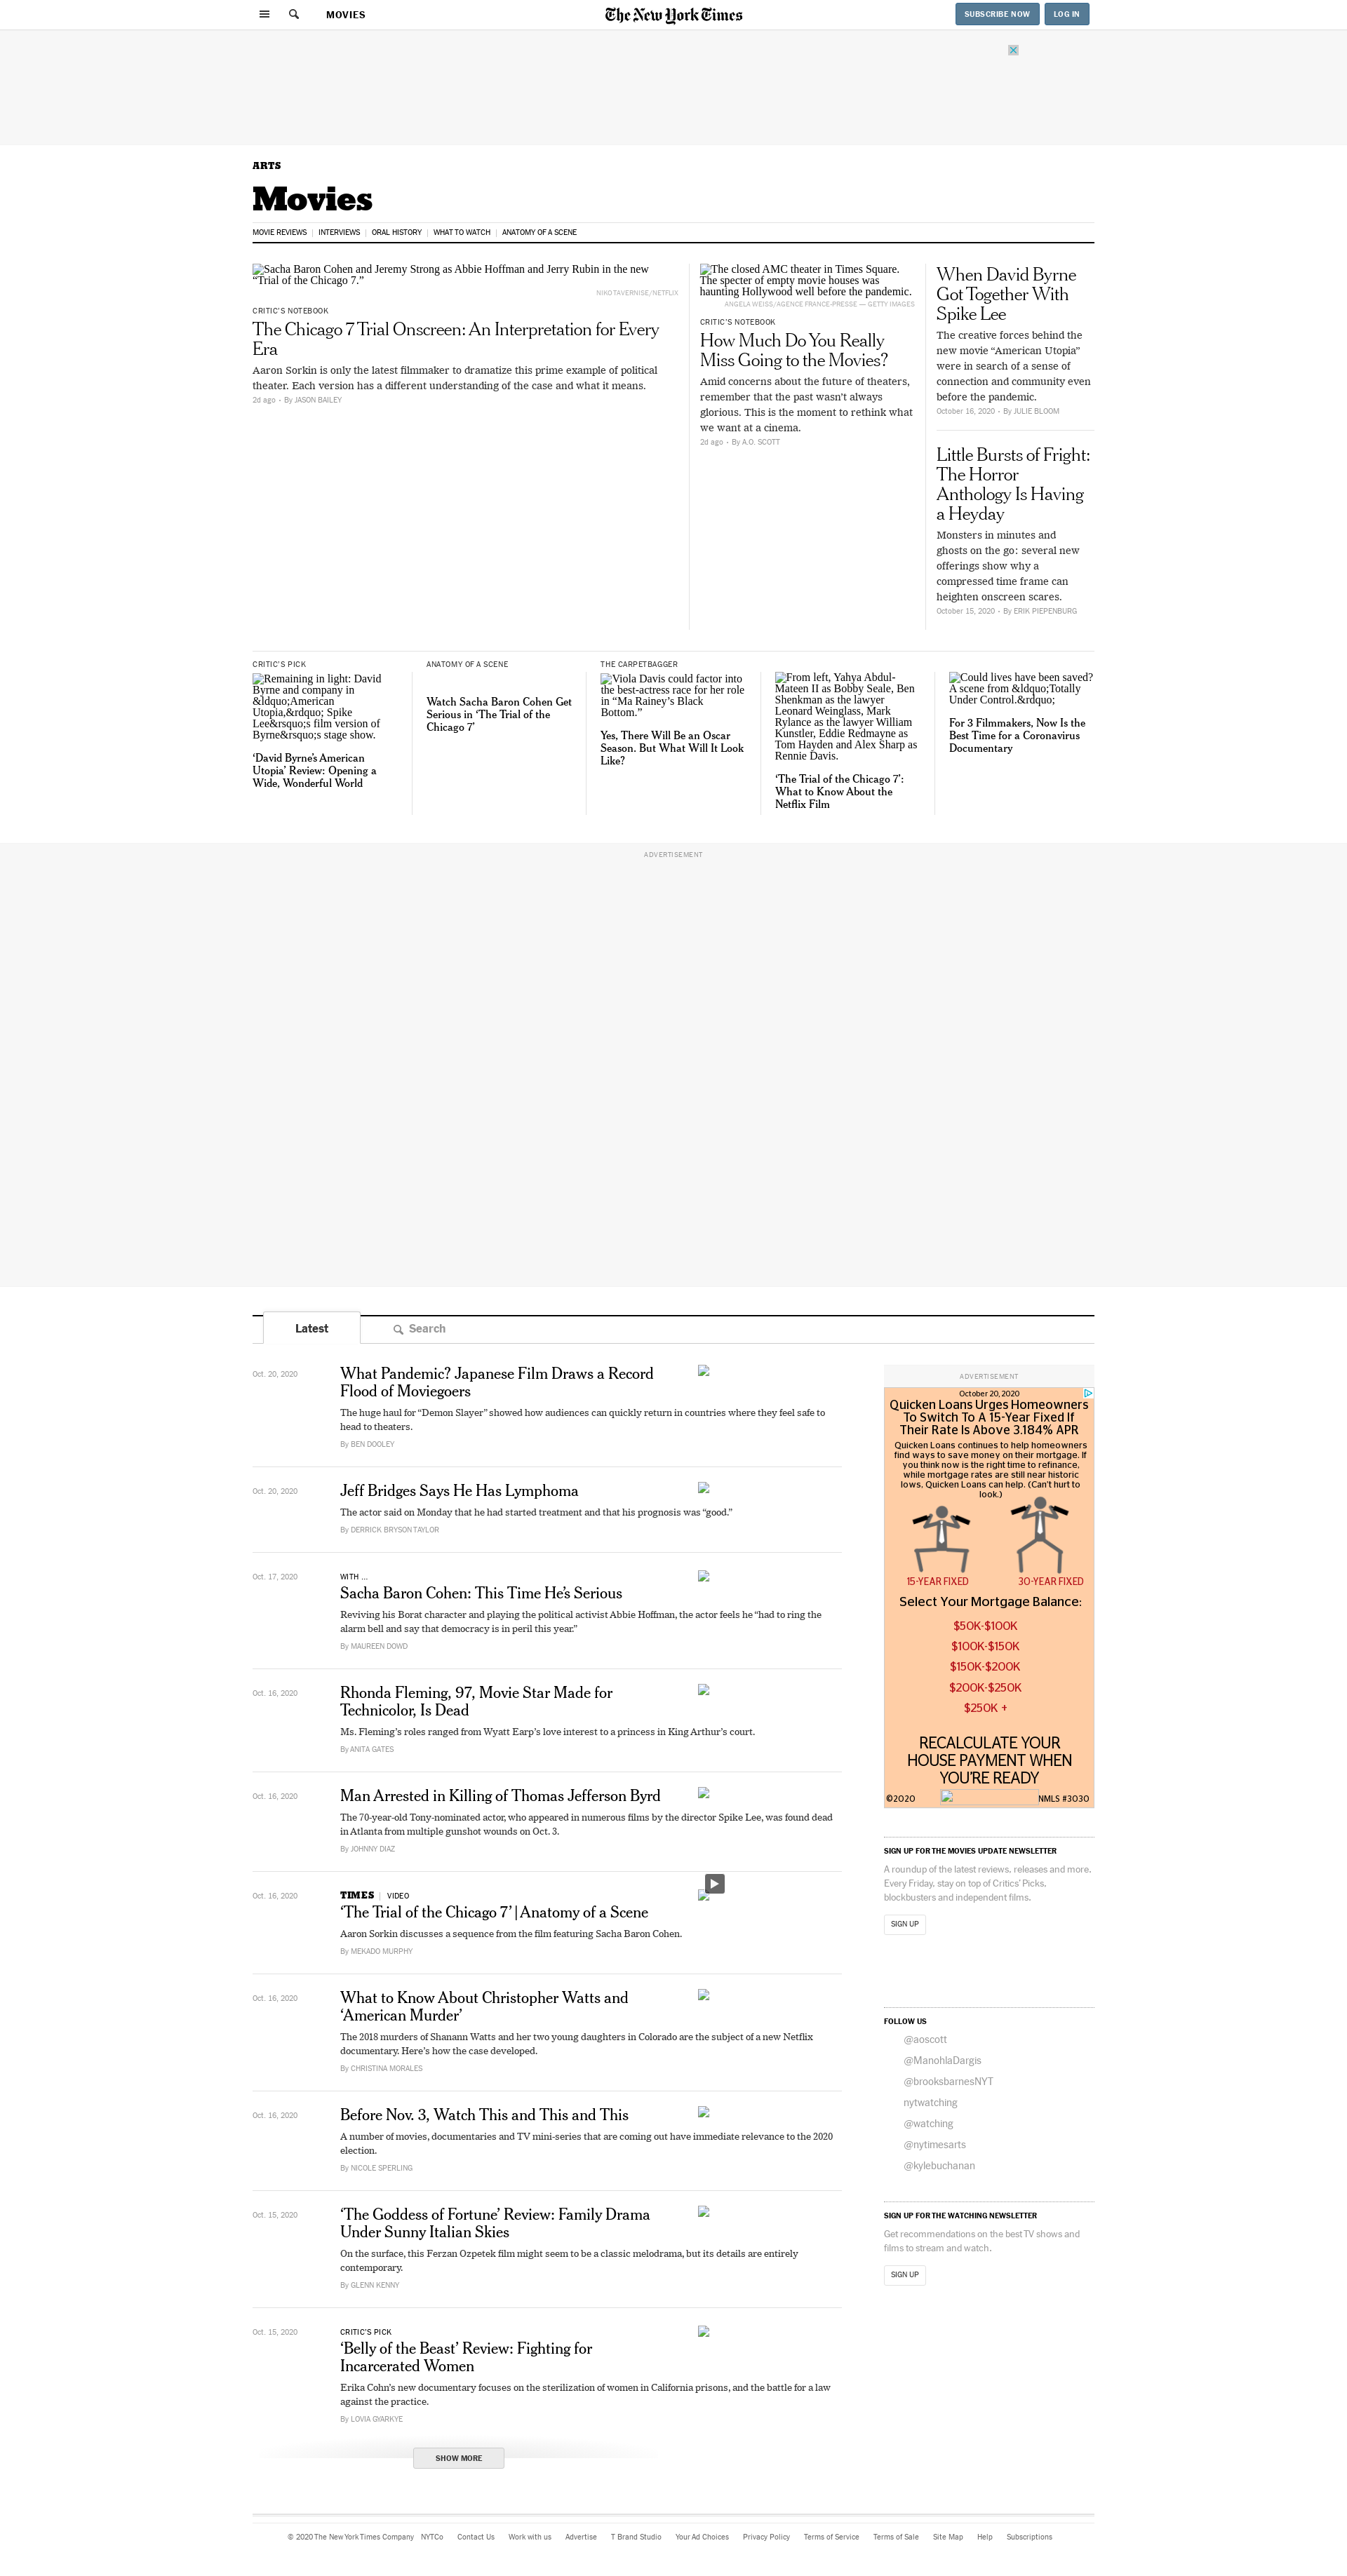 MOVIES
The New York Times
SUBSCRIBE NOW
LOG IN
ARTS
Movies
MOVIE REVIEWS
INTERVIEWS
ORAL HISTORY
WHAT TO WATCH
ANATOMY OF A SCENE
Sacha Baron Cohen and Jeremy Strong as Abbie Hoffman and Jerry Rubin in the new
“Trial of the Chicago 7.”
NIKO TAVERNISE/NETFLIX
CRITIC’S NOTEBOOK
The Chicago 7 Trial Onscreen: An Interpretation for Every
Era
Aaron Sorkin is only the latest filmmaker to dramatize this prime example of political
theater. Each version has a different understanding of the case and what it means.
2d ago • By JASON BAILEY
The closed AMC theater in Times Square.
The specter of empty movie houses was
haunting Hollywood well before the pandemic.
ANGELA WEISS/AGENCE FRANCE-PRESSE — GETTY IMAGES
CRITIC’S NOTEBOOK
How Much Do You Really
Miss Going to the Movies?
Amid concerns about the future of theaters,
remember that the past wasn’t always
glorious. This is the moment to rethink what
we want at a cinema.
2d ago • By A.O. SCOTT
When David Byrne
Got Together With
Spike Lee
The creative forces behind the
new movie “American Utopia”
were in search of a sense of
connection and community even
before the pandemic.
October 16, 2020 • By JULIE BLOOM
Little Bursts of Fright:
The Horror
Anthology Is Having
a Heyday
Monsters in minutes and
ghosts on the go: several new
offerings show why a
compressed time frame can
heighten onscreen scares.
October 15, 2020 • By ERIK PIEPENBURG
CRITIC’S PICK
Remaining in light: David
Byrne and company in
&ldquo;American
Utopia,&rdquo; Spike
Lee&rsquo;s film version of
Byrne&rsquo;s stage show.
‘David Byrne’s American
Utopia’ Review: Opening a
Wide, Wonderful World
ANATOMY OF A SCENE
Watch Sacha Baron Cohen Get
Serious in ‘The Trial of the
Chicago 7’
THE CARPETBAGGER
Viola Davis could factor into
the best-actress race for her role
in “Ma Rainey’s Black
Bottom.”
Yes, There Will Be an Oscar
Season. But What Will It Look
Like?
From left, Yahya Abdul-
Mateen II as Bobby Seale, Ben
Shenkman as the lawyer
Leonard Weinglass, Mark
Rylance as the lawyer William
Kunstler, Eddie Redmayne as
Tom Hayden and Alex Sharp as
Rennie Davis.
‘The Trial of the Chicago 7’:
What to Know About the
Netflix Film
Could lives have been saved?
A scene from &ldquo;Totally
Under Control.&rdquo;
For 3 Filmmakers, Now Is the
Best Time for a Coronavirus
Documentary
ADVERTISEMENT
Latest
Search
Oct. 20, 2020
What Pandemic? Japanese Film Draws a Record
Flood of Moviegoers
The huge haul for “Demon Slayer” showed how audiences can quickly return in countries where they feel safe to
head to theaters.
By BEN DOOLEY
Oct. 20, 2020
Jeff Bridges Says He Has Lymphoma
The actor said on Monday that he had started treatment and that his prognosis was “good.”
By DERRICK BRYSON TAYLOR
Oct. 17, 2020
WITH ...
Sacha Baron Cohen: This Time He’s Serious
Reviving his Borat character and playing the political activist Abbie Hoffman, the actor feels he “had to ring the
alarm bell and say that democracy is in peril this year.”
By MAUREEN DOWD
Oct. 16, 2020
Rhonda Fleming, 97, Movie Star Made for
Technicolor, Is Dead
Ms. Fleming’s roles ranged from Wyatt Earp’s love interest to a princess in King Arthur’s court.
By ANITA GATES
Oct. 16, 2020
Man Arrested in Killing of Thomas Jefferson Byrd
The 70-year-old Tony-nominated actor, who appeared in numerous films by the director Spike Lee, was found dead
in Atlanta from multiple gunshot wounds on Oct. 3.
By JOHNNY DIAZ
Oct. 16, 2020
TIMES | VIDEO
‘The Trial of the Chicago 7’ | Anatomy of a Scene
Aaron Sorkin discusses a sequence from the film featuring Sacha Baron Cohen.
By MEKADO MURPHY
Oct. 16, 2020
What to Know About Christopher Watts and
‘American Murder’
The 2018 murders of Shanann Watts and her two young daughters in Colorado are the subject of a new Netflix
documentary. Here’s how the case developed.
By CHRISTINA MORALES
Oct. 16, 2020
Before Nov. 3, Watch This and This and This
A number of movies, documentaries and TV mini-series that are coming out have immediate relevance to the 2020
election.
By NICOLE SPERLING
Oct. 15, 2020
‘The Goddess of Fortune’ Review: Family Drama
Under Sunny Italian Skies
On the surface, this Ferzan Ozpetek film might seem to be a classic melodrama, but its details are entirely
contemporary.
By GLENN KENNY
Oct. 15, 2020
CRITIC’S PICK
‘Belly of the Beast’ Review: Fighting for
Incarcerated Women
Erika Cohn’s new documentary focuses on the sterilization of women in California prisons, and the battle for a law
against the practice.
By LOVIA GYARKYE
SHOW MORE
ADVERTISEMENT
October 20, 2020
Quicken Loans Urges Homeowners
To Switch To A 15-Year Fixed If
Their Rate Is Above 3.184% APR
Quicken Loans continues to help homeowners
find ways to save money on their mortgage. If
you think now is the right time to refinance,
while mortgage rates are still near historic
lows, Quicken Loans can help. (Can't hurt to
look.)
15-YEAR FIXED
30-YEAR FIXED
Select Your Mortgage Balance:
$50K-$100K
$100K-$150K
$150K-$200K
$200K-$250K
$250K +
RECALCULATE YOUR
HOUSE PAYMENT WHEN
YOU'RE READY
©2020
NMLS #3030
SIGN UP FOR THE MOVIES UPDATE NEWSLETTER
A roundup of the latest reviews, releases and more.
Every Friday, stay on top of Critics’ Picks,
blockbusters and independent films.
SIGN UP
FOLLOW US
@aoscott
@ManohlaDargis
@brooksbarnesNYT
nytwatching
@watching
@nytimesarts
@kylebuchanan
SIGN UP FOR THE WATCHING NEWSLETTER
Get recommendations on the best TV shows and
films to stream and watch.
SIGN UP
© 2020 The New York Times Company
NYTCo
Contact Us
Work with us
Advertise
T Brand Studio
Your Ad Choices
Privacy Policy
Terms of Service
Terms of Sale
Site Map
Help
Subscriptions